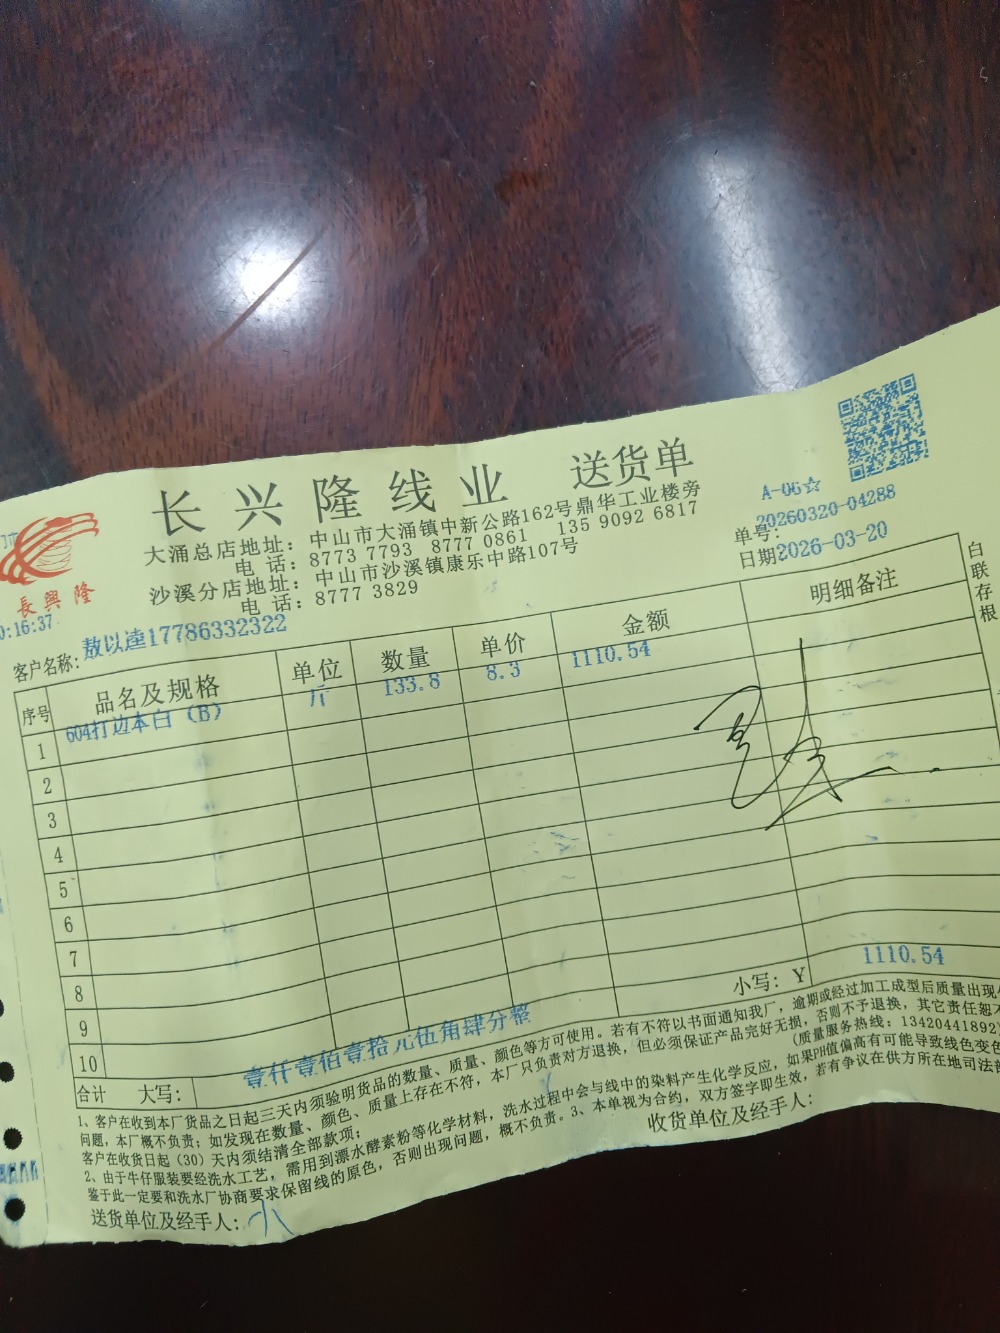 长兴隆线业 送货单
大涌总店地址：中山市大涌镇中新公路162号鼎华工业楼旁
电话：8773 7793 8777 0861 135 9092 6817
沙溪分店地址：中山市沙溪镇康乐中路107号
电话：8777 3829
長興隆
A-06☆
单号：20260320-04288
日期2026-03-20
0:16:37
客户名称：敖以逵17786332322
白联存根
序号 品名及规格 单位 数量 单价 金额 明细备注
1 604打边本白（B） 斤 133.8 8.3 1110.54
2
3
4
5
6
7
8
9
10
合计 大写：壹仟壹佰壹拾元伍角肆分整 小写：Y 1110.54
1、客户在收到本厂货品之日起三天内须验明货品的数量、质量、颜色等方可使用。若有不符以书面通知我厂，逾期或经过加工成型后质量出现
问题，本厂概不负责；如发现在数量、颜色、质量上存在不符，本厂只负责对方退换，但必须保证产品完好无损，否则不予退换，其它责任恕不
客户在收货日起（30）天内须结清全部款项； （质量服务热线：13420441892）
2、由于牛仔服装要经洗水工艺，需用到漂水酵素粉等化学材料，洗水过程中会与线中的染料产生化学反应，如果PH值偏高有可能导致线色变色
鉴于此一定要和洗水厂协商要求保留线的原色，否则出现问题，概不负责。3、本单视为合约，双方签字即生效，若有争议在供方所在地司法
送货单位及经手人： 收货单位及经手人：